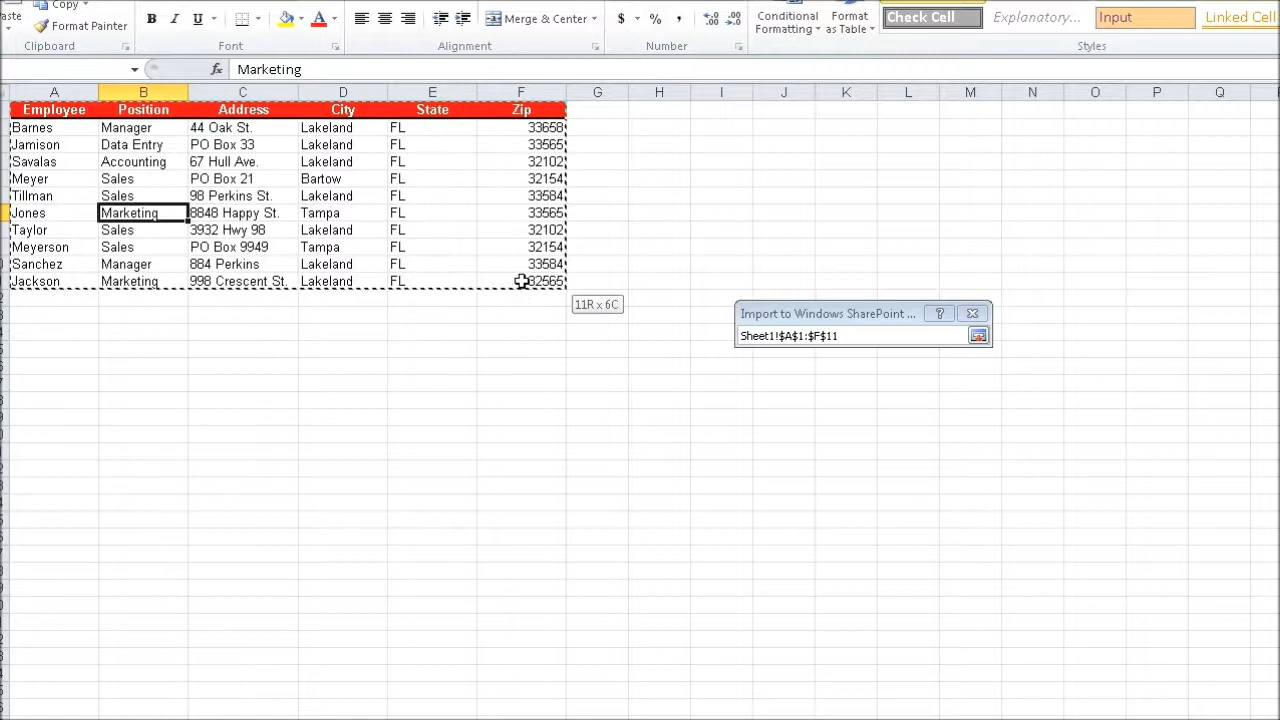 Copy
aste
Format Painter
Clipboard
B I U A
Font
Merge & Center
Alignment
$ % , .00 .0
Number
Conditional Formatting
Format as Table
Check Cell Explanatory... Input Linked Cell
Styles
fx Marketing
A B C D E F G H I J K L M N O P Q
Employee Position Address City State Zip
Barnes Manager 44 Oak St. Lakeland FL 33658
Jamison Data Entry PO Box 33 Lakeland FL 33565
Savalas Accounting 67 Hull Ave. Lakeland FL 32102
Meyer Sales PO Box 21 Bartow FL 32154
Tillman Sales 98 Perkins St. Lakeland FL 33584
Jones Marketing 8848 Happy St. Tampa FL 33565
Taylor Sales 3932 Hwy 98 Lakeland FL 32102
Meyerson Sales PO Box 9949 Tampa FL 32154
Sanchez Manager 884 Perkins Lakeland FL 33584
Jackson Marketing 998 Crescent St. Lakeland FL 32565
11R x 6C
Import to Windows SharePoint ... ?
Sheet1!$A$1:$F$11